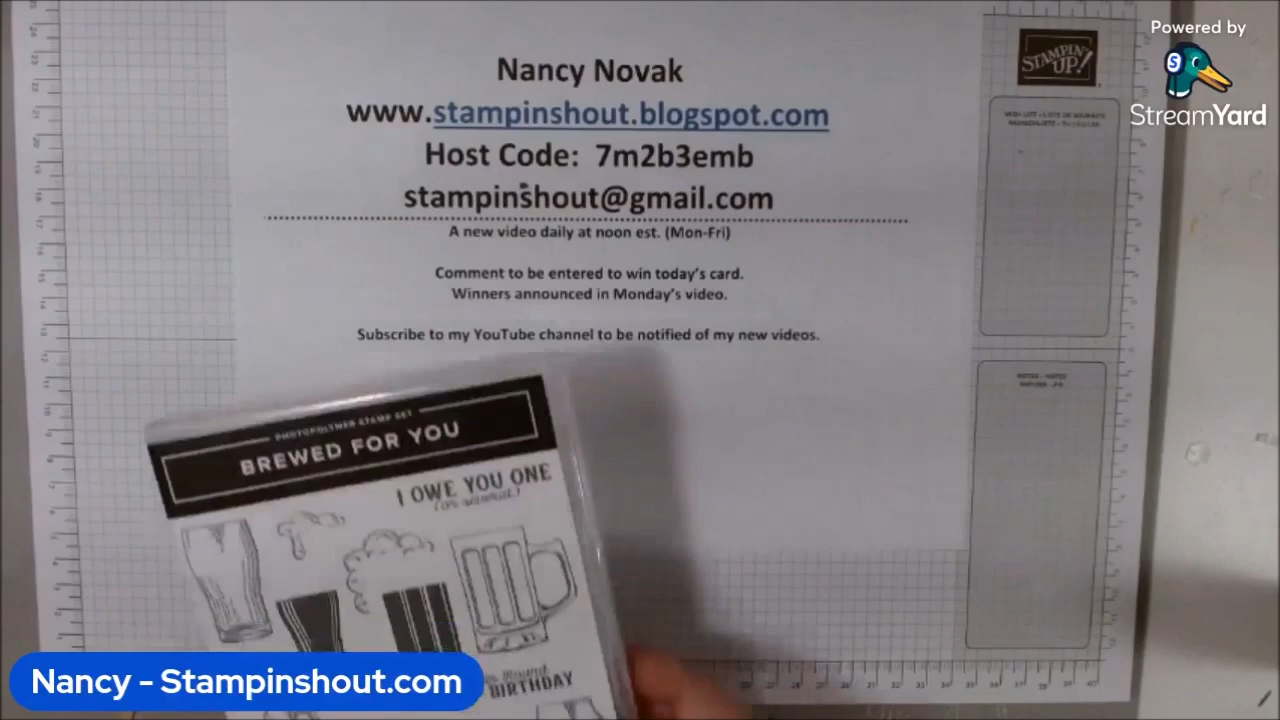 Powered by
StreamYard
STAMPIN' UP!
Nancy Novak
www.stampinshout.blogspot.com
Host Code: 7m2b3emb
stampinshout@gmail.com
A new video daily at noon est. (Mon-Fri)
Comment to be entered to win today's card.
Winners announced in Monday's video.
Subscribe to my YouTube channel to be notified of my new videos.
PHOTOPOLYMER STAMP SET
BREWED FOR YOU
I OWE YOU ONE
(or several)
BIRTHDAY
Nancy - Stampinshout.com